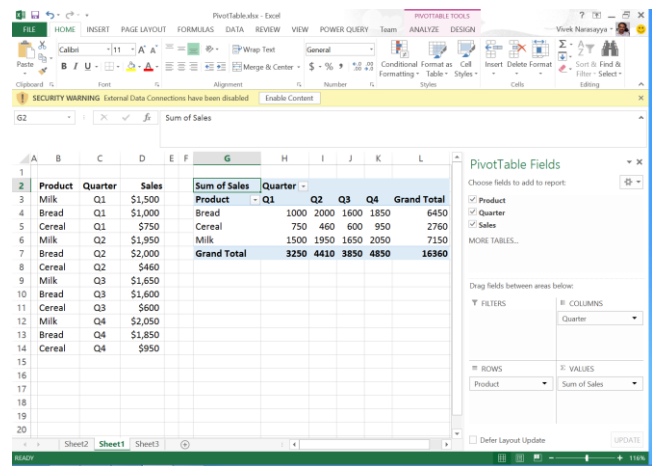 PivotTable.xlsx - Excel
PIVOTTABLE TOOLS
FILE HOME INSERT PAGE LAYOUT FORMULAS DATA REVIEW VIEW POWER QUERY Team ANALYZE DESIGN Vivek Narasayya
Paste Calibri 11 A A Wrap Text General Conditional Format as Cell Insert Delete Format Sort & Find &
B I U A Merge & Center $ % Formatting Table Styles Filter Select
Clipboard Font Alignment Number Styles Cells Editing
SECURITY WARNING External Data Connections have been disabled Enable Content
G2 fx Sum of Sales
A B C D E F G H I J K L
1
2 Product Quarter Sales Sum of Sales Quarter
3 Milk Q1 $1,500 Product Q1 Q2 Q3 Q4 Grand Total
4 Bread Q1 $1,000 Bread 1000 2000 1600 1850 6450
5 Cereal Q1 $750 Cereal 750 460 600 950 2760
6 Milk Q2 $1,950 Milk 1500 1950 1650 2050 7150
7 Bread Q2 $2,000 Grand Total 3250 4410 3850 4850 16360
8 Cereal Q2 $460
9 Milk Q3 $1,650
10 Bread Q3 $1,600
11 Cereal Q3 $600
12 Milk Q4 $2,050
13 Bread Q4 $1,850
14 Cereal Q4 $950
15
16
17
18
19
20
PivotTable Fields
Choose fields to add to report:
Product
Quarter
Sales
MORE TABLES...
Drag fields between areas below:
FILTERS COLUMNS
Quarter
ROWS Σ VALUES
Product Sum of Sales
Defer Layout Update UPDATE
Sheet2 Sheet1 Sheet3
READY 116%